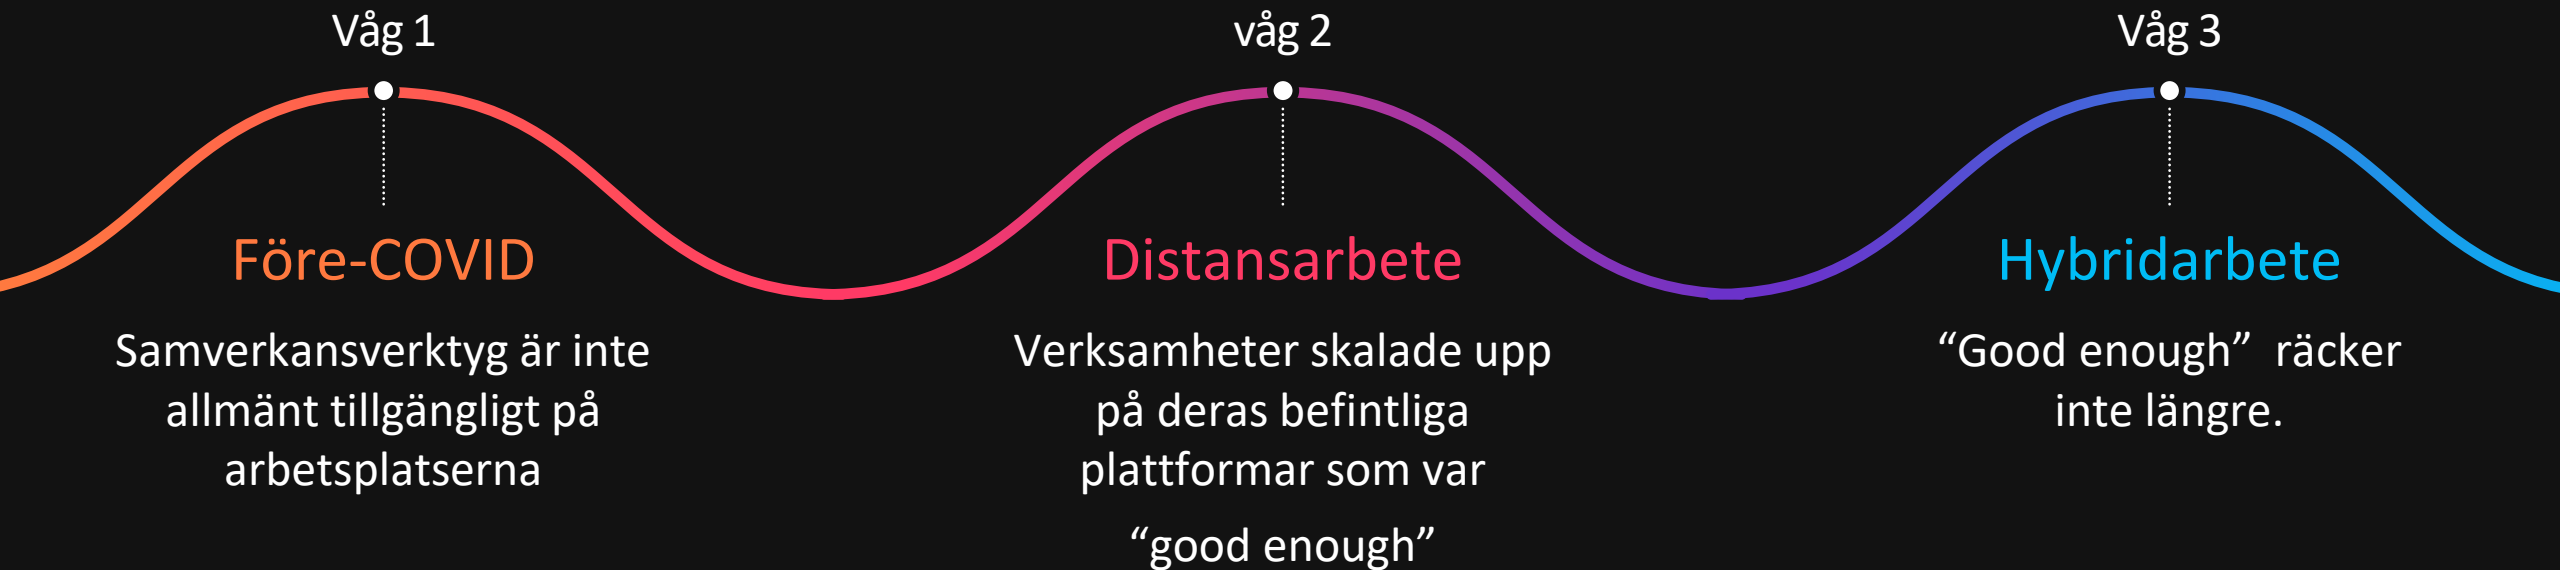 Våg 1
Före-COVID
Samverkansverktyg är inte
allmänt tillgängligt på
arbetsplatserna
våg 2
Distansarbete
Verksamheter skalade upp
på deras befintliga
plattformar som var
“good enough”
Våg 3
Hybridarbete
“Good enough”  räcker
inte längre.